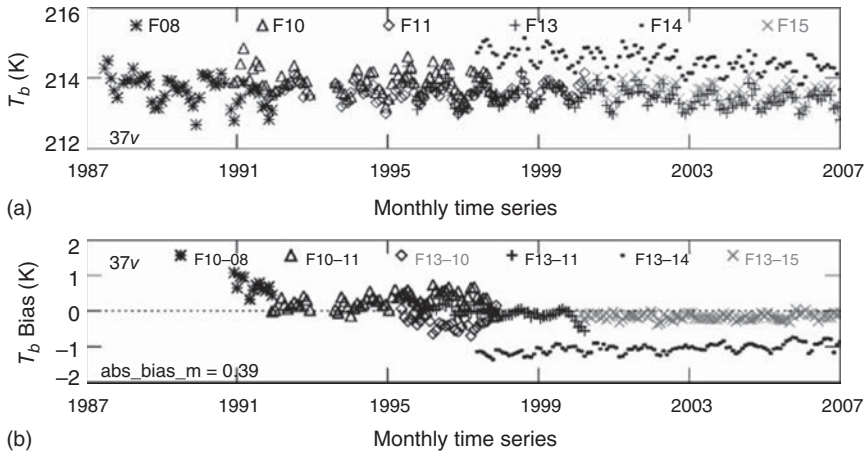 216
F08 F10 F11 F13 F14 F15
214
212
Tb (K)
37v
1987 1991 1995 1999 2003 2007
(a)
Monthly time series
2
1
0
−1
−2
Tb Bias (K)
37v
F10–08 F10–11 F13–10 F13–11 F13–14 F13–15
abs_bias_m = 0.39
1987 1991 1995 1999 2003 2007
(b)
Monthly time series